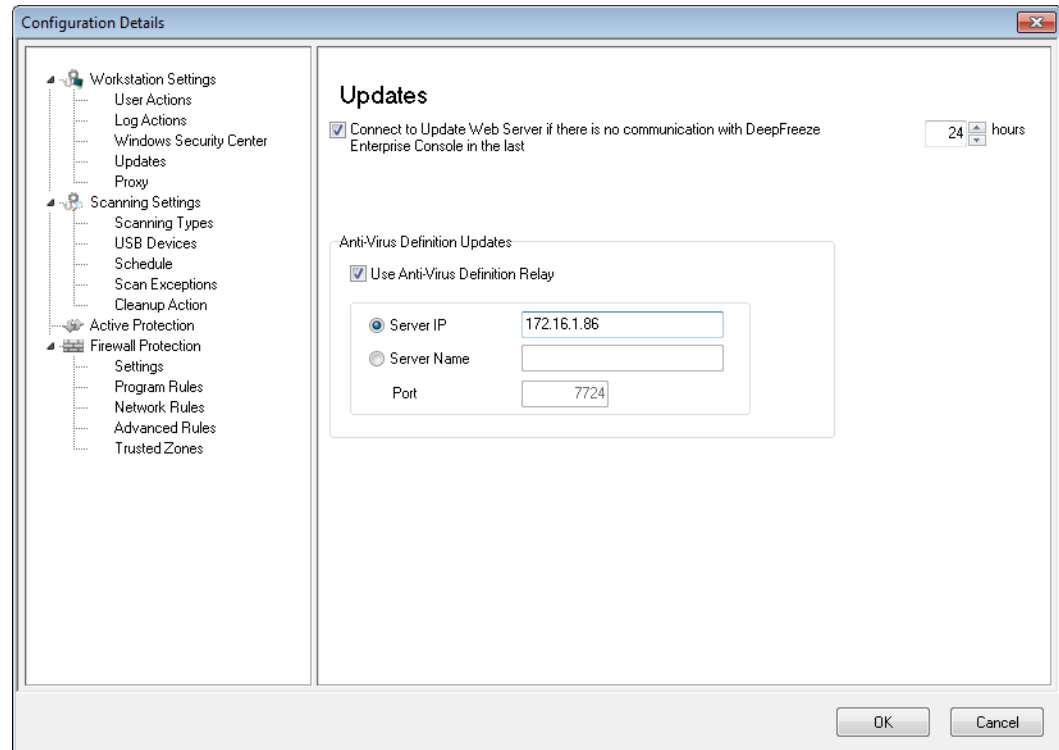 Configuration Details
Workstation Settings
User Actions
Log Actions
Windows Security Center
Updates
Proxy
Scanning Settings
Scanning Types
USB Devices
Schedule
Scan Exceptions
Cleanup Action
Active Protection
Firewall Protection
Settings
Program Rules
Network Rules
Advanced Rules
Trusted Zones
Updates
Connect to Update Web Server if there is no communication with DeepFreeze
Enterprise Console in the last
24 hours
Anti-Virus Definition Updates
Use Anti-Virus Definition Relay
Server IP 172.16.1.86
Server Name
Port 7724
OK Cancel